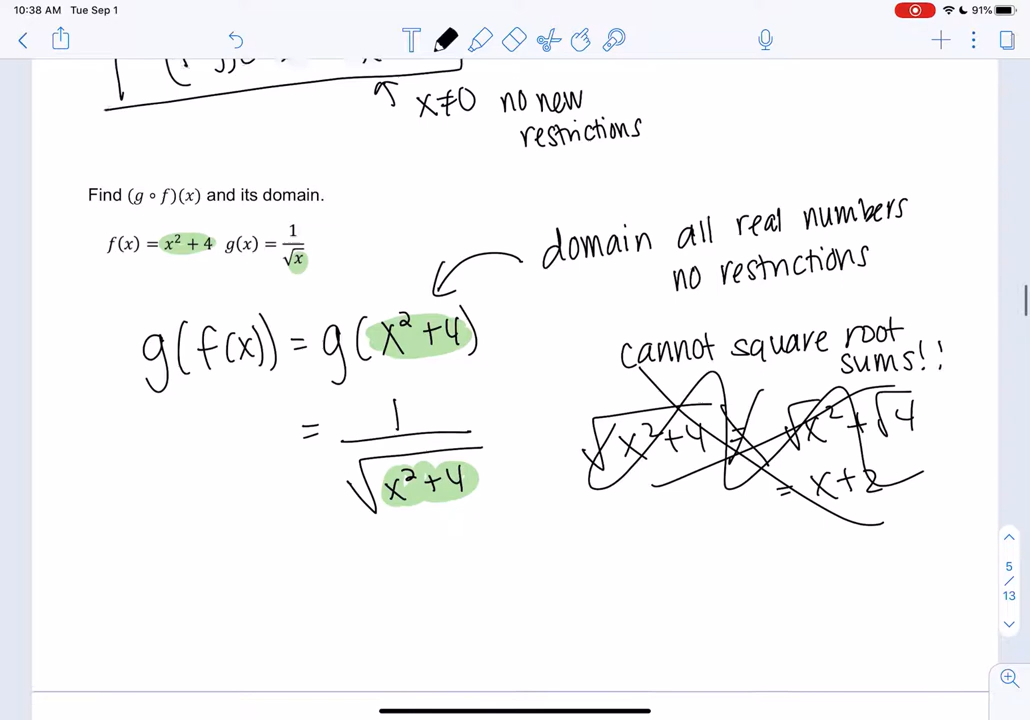 10:38 AM Tue Sep 1
91%
T
x≠0 no new
restrictions
Find (g ∘ f)(x) and its domain.
f(x) = x² + 4 g(x) = 1/√x
domain all real numbers
no restrictions
g(f(x)) = g(x² + 4)
cannot square root
sums!!
= 1/√(x² + 4)
√(x² + 4) = √x² + √4
= x + 2
5
/
13